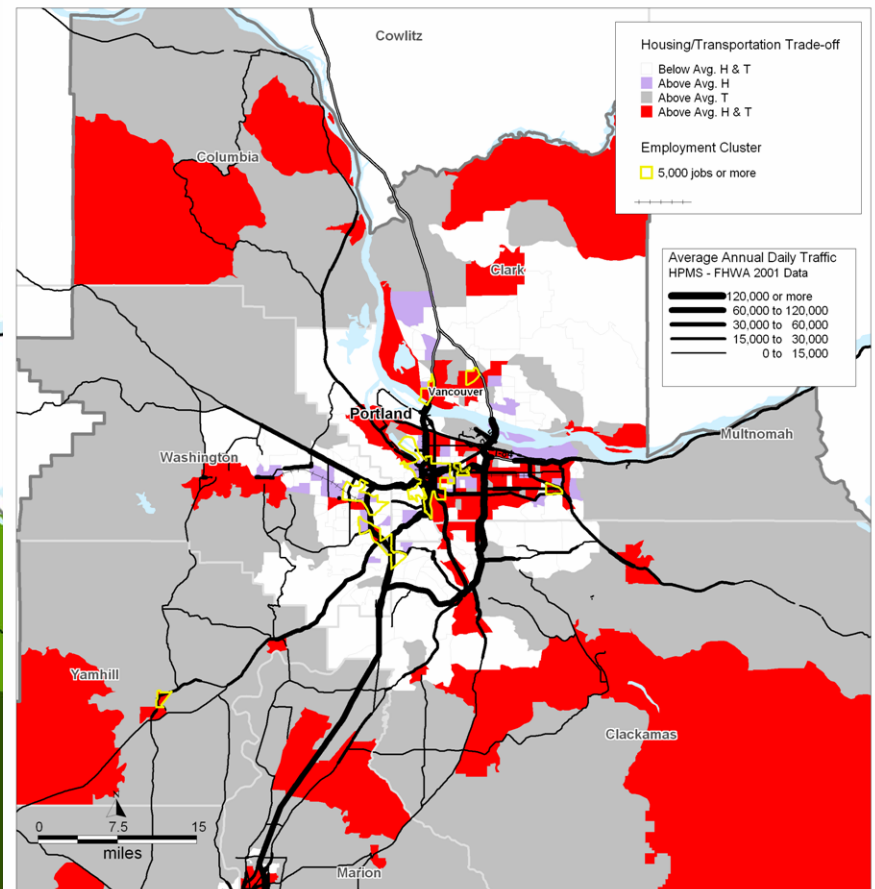 Cowlitz
Housing/Transportation Trade-off
Below Avg. H & T
Above Avg. H
Above Avg. T
Above Avg. H & T
Employment Cluster
5,000 jobs or more
Columbia
Clark
Average Annual Daily Traffic
HPMS - FHWA 2001 Data
120,000 or more
60,000 to 120,000
30,000 to 60,000
15,000 to 30,000
0 to 15,000
Vancouver
Portland
Multnomah
Washington
Yamhill
Clackamas
N
0 7.5 15
miles
Marion